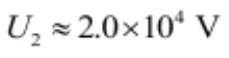 U₂ ≈ 2.0×10⁴ V